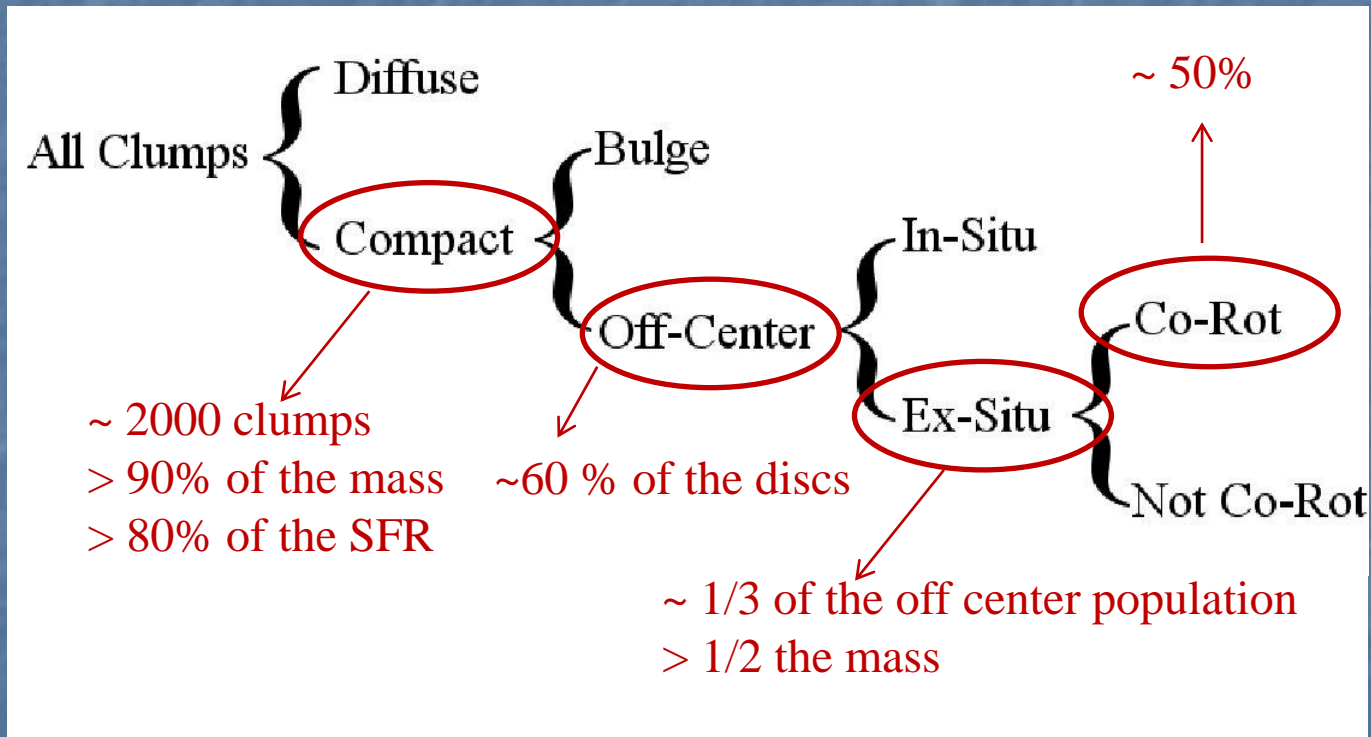 Diffuse
~ 50%
All Clumps
Bulge
Compact
In-Situ
Off-Center
Co-Rot
Ex-Situ
~ 2000 clumps
> 90% of the mass
> 80% of the SFR
~60 % of the discs
Not Co-Rot
~ 1/3 of the off center population
> 1/2 the mass